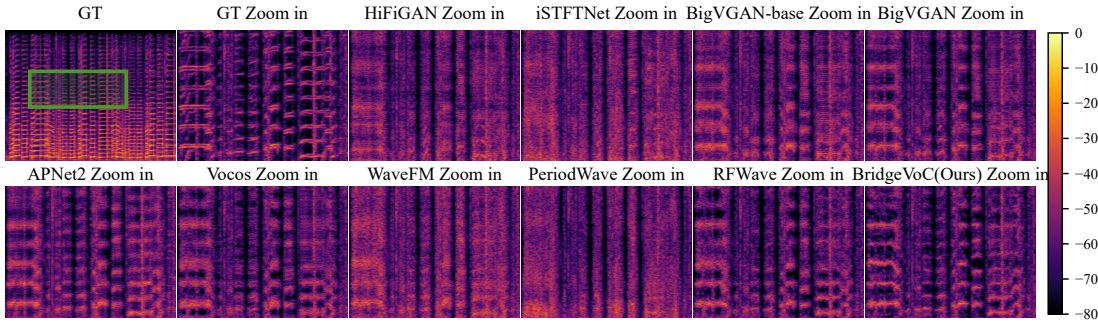 GT
GT Zoom in
HiFiGAN Zoom in
iSTFTNet Zoom in
BigVGAN-base Zoom in
BigVGAN Zoom in
APNet2 Zoom in
Vocos Zoom in
WaveFM Zoom in
PeriodWave Zoom in
RFWave Zoom in
BridgeVoC(Ours) Zoom in
0
−10
−20
−30
−40
−50
−60
−70
−80